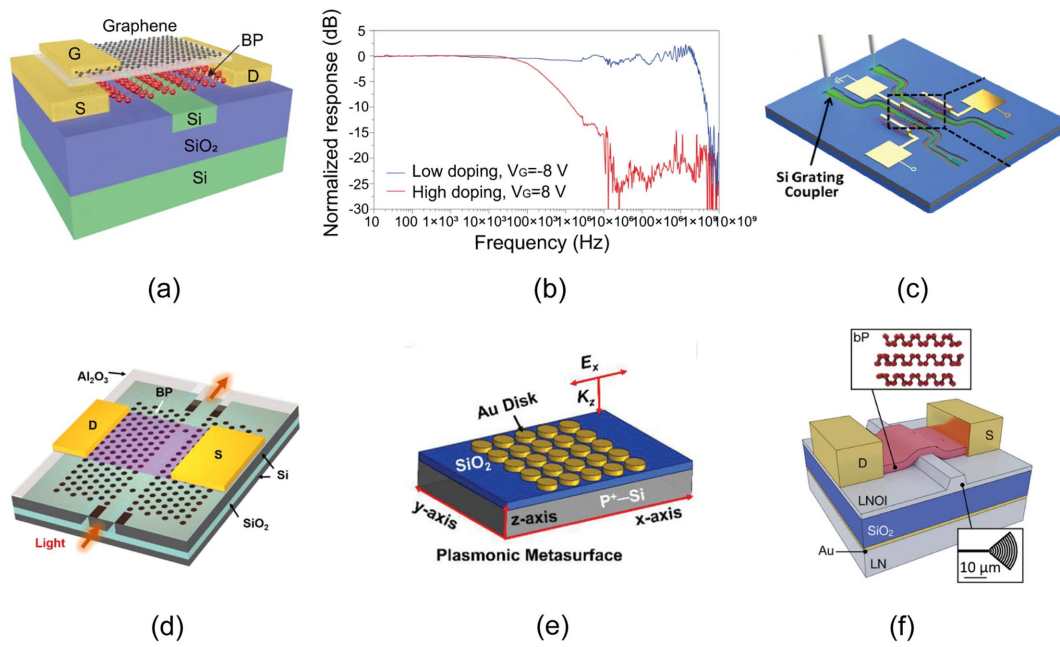 Graphene
BP
G
D
S
Si
SiO₂
Si
(a)
Normalized response (dB)
5
0
-5
-10
-15
-20
-25
-30
Low doping, VG=-8 V
High doping, VG=8 V
10 100 1×10³ 10×10³ 100×10³ 1×10⁶ 10×10⁶ 100×10⁶ 1×10⁹ 10×10⁹
Frequency (Hz)
(b)
Si Grating
Coupler
(c)
Al₂O₃
BP
D
S
Si
SiO₂
Light
(d)
Eₓ
K_z
Au Disk
SiO₂
P⁺–Si
y-axis
z-axis
x-axis
Plasmonic Metasurface
(e)
bP
S
D
LNOI
SiO₂
Au
LN
10 µm
(f)